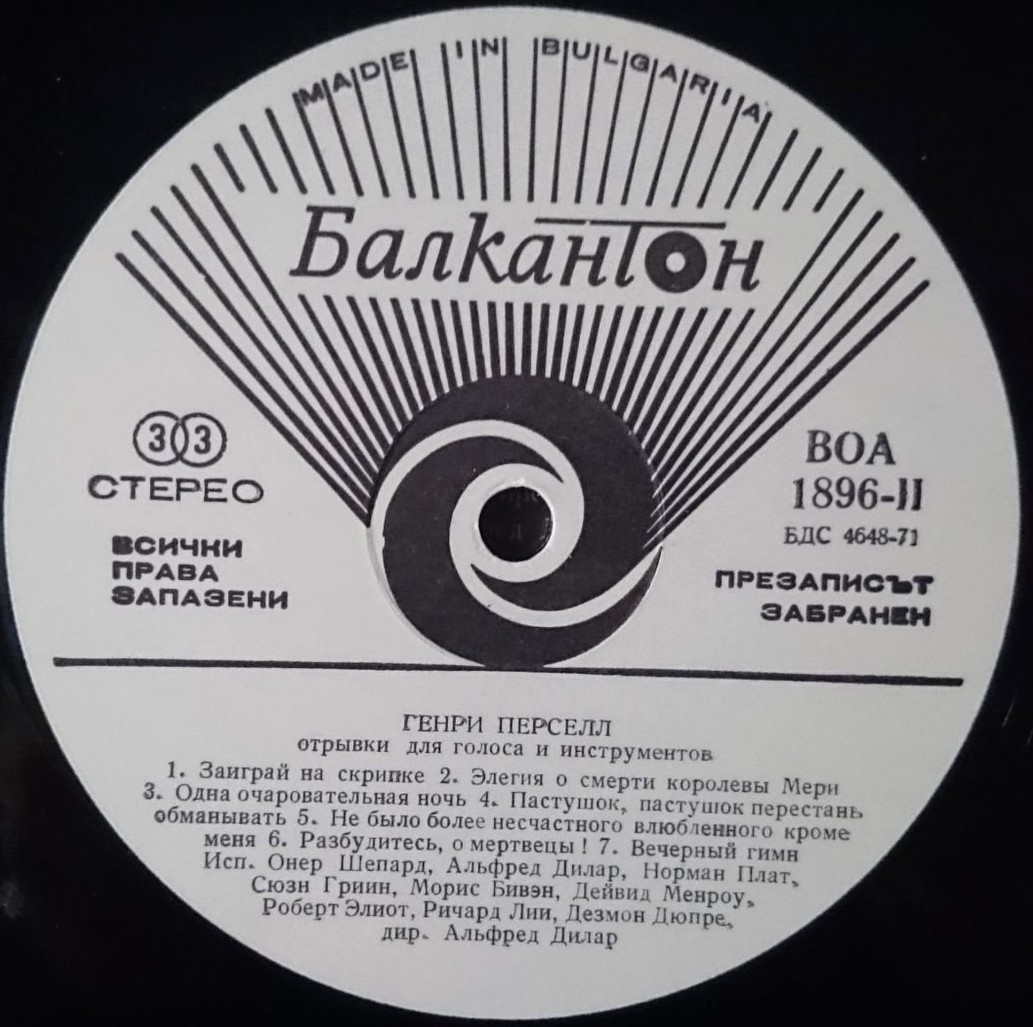 MADE IN BULGARIA
Балкантон
33
СТЕРЕО
ВСИЧКИ
ПРАВА
ЗАПАЗЕНИ
ВОА
1896-II
БДС 4648-71
ПРЕЗАПИСЪТ
ЗАБРАНЕН
ГЕНРИ ПЕРСЕЛЛ
отрывки для голоса и инструментов
1. Заиграй на скрипке 2. Элегия о смерти королевы Мери
3. Одна очаровательная ночь 4. Пастушок, пастушок перестань
обманывать 5. Не было более несчастного влюбленного кроме
меня 6. Разбудитесь, о мертвецы! 7. Вечерный гимн
Исп. Онер Шепард, Альфред Дилар, Норман Плат,
Сюзн Гриин, Морис Бивэн, Дейвид Менроу,
Роберт Элиот, Ричард Лии, Дезмон Дюпре,
дир. Альфред Дилар